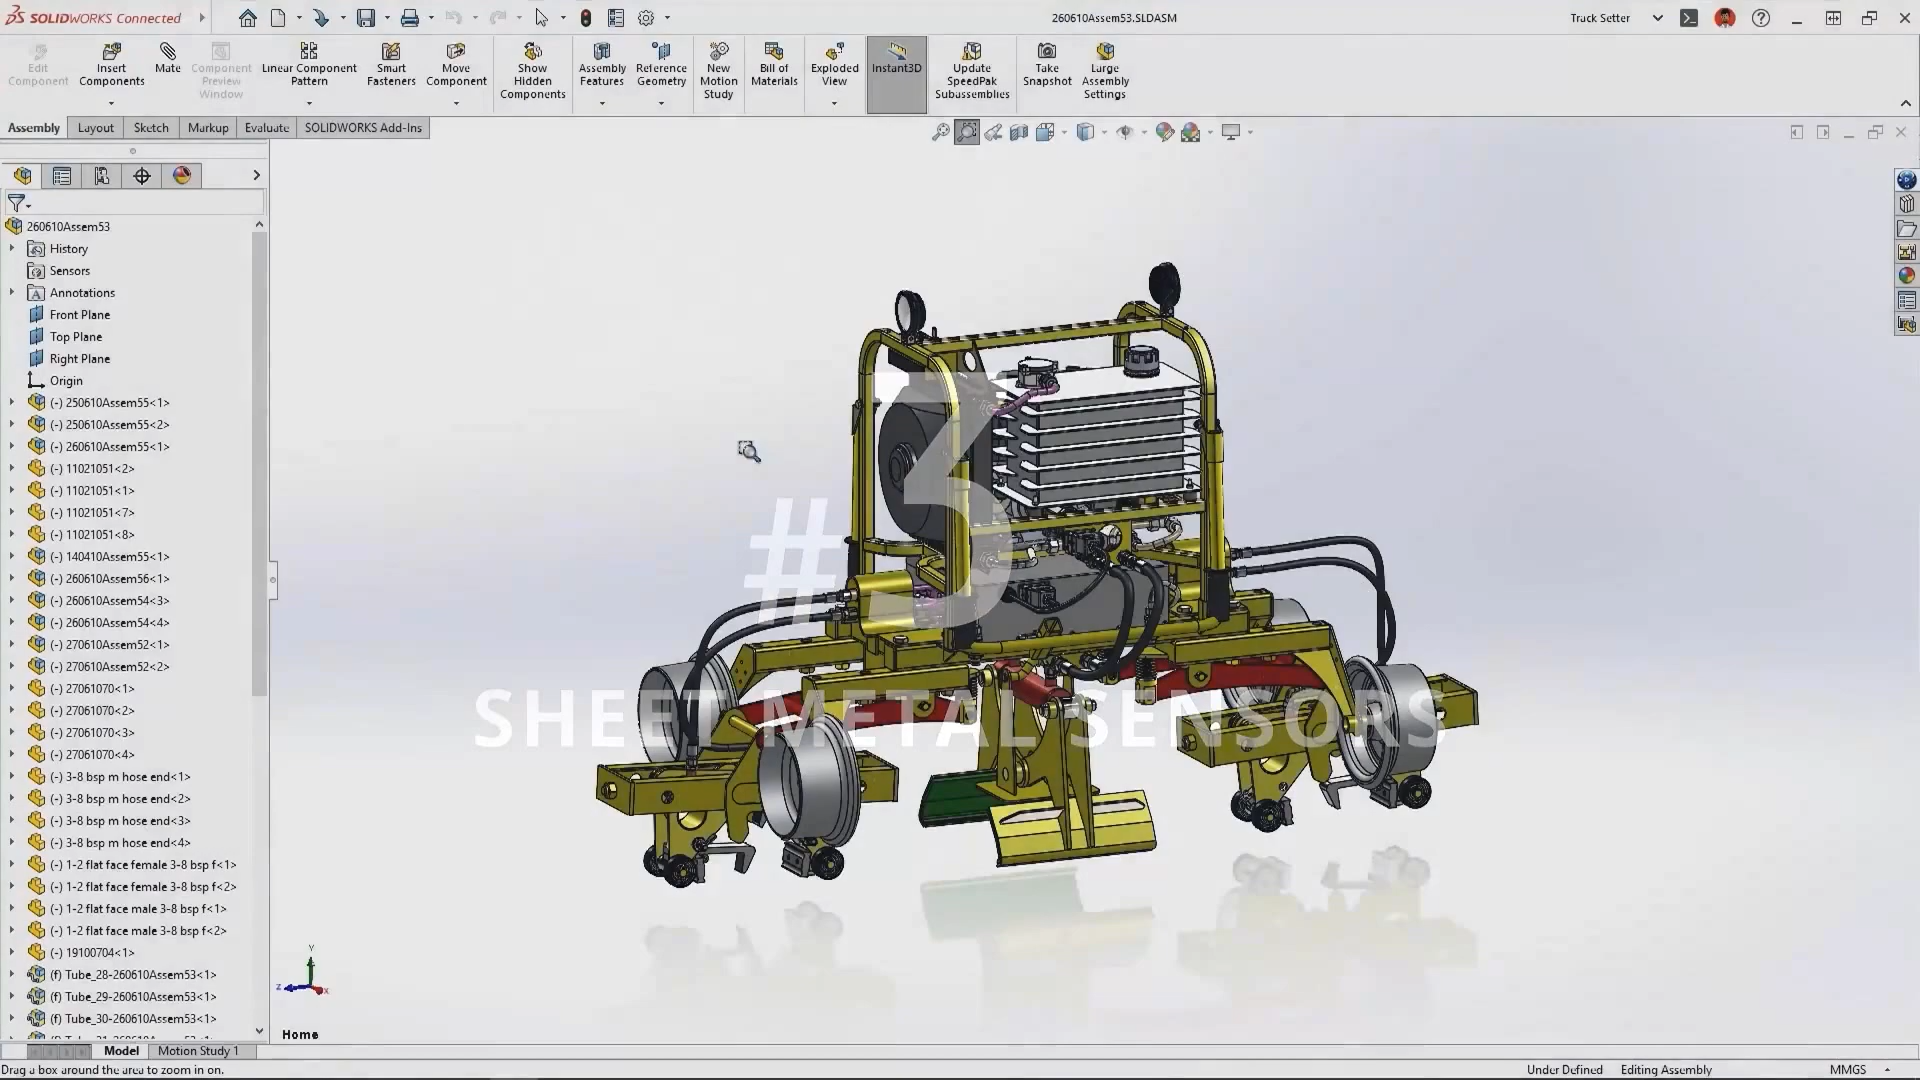 SOLIDWORKS Connected
260610Assem53.SLDASM
Track Setter
Edit Component
Insert Components
Mate
Component Preview Window
Linear Component Pattern
Smart Fasteners
Move Component
Show Hidden Components
Assembly Features
Reference Geometry
New Motion Study
Bill of Materials
Exploded View
Instant3D
Update SpeedPak Subassemblies
Take Snapshot
Large Assembly Settings
Assembly
Layout
Sketch
Markup
Evaluate
SOLIDWORKS Add-Ins
260610Assem53
History
Sensors
Annotations
Front Plane
Top Plane
Right Plane
Origin
(-) 250610Assem55<1>
(-) 250610Assem55<2>
(-) 260610Assem55<1>
(-) 11021051<2>
(-) 11021051<1>
(-) 11021051<7>
(-) 11021051<8>
(-) 140410Assem55<1>
(-) 260610Assem56<1>
(-) 260610Assem54<3>
(-) 260610Assem54<4>
(-) 270610Assem52<1>
(-) 270610Assem52<2>
(-) 27061070<1>
(-) 27061070<2>
(-) 27061070<3>
(-) 27061070<4>
(-) 3-8 bsp m hose end<1>
(-) 3-8 bsp m hose end<2>
(-) 3-8 bsp m hose end<3>
(-) 3-8 bsp m hose end<4>
(-) 1-2 flat face female 3-8 bsp f<1>
(-) 1-2 flat face female 3-8 bsp f<2>
(-) 1-2 flat face male 3-8 bsp f<1>
(-) 1-2 flat face male 3-8 bsp f<2>
(-) 19100704<1>
(f) Tube_28-260610Assem53<1>
(f) Tube_29-260610Assem53<1>
(f) Tube_30-260610Assem53<1>
#3
SHEET METAL SENSORS
Y
Z
X
Home
Model
Motion Study 1
Drag a box around the area to zoom in on.
Under Defined
Editing Assembly
MMGS